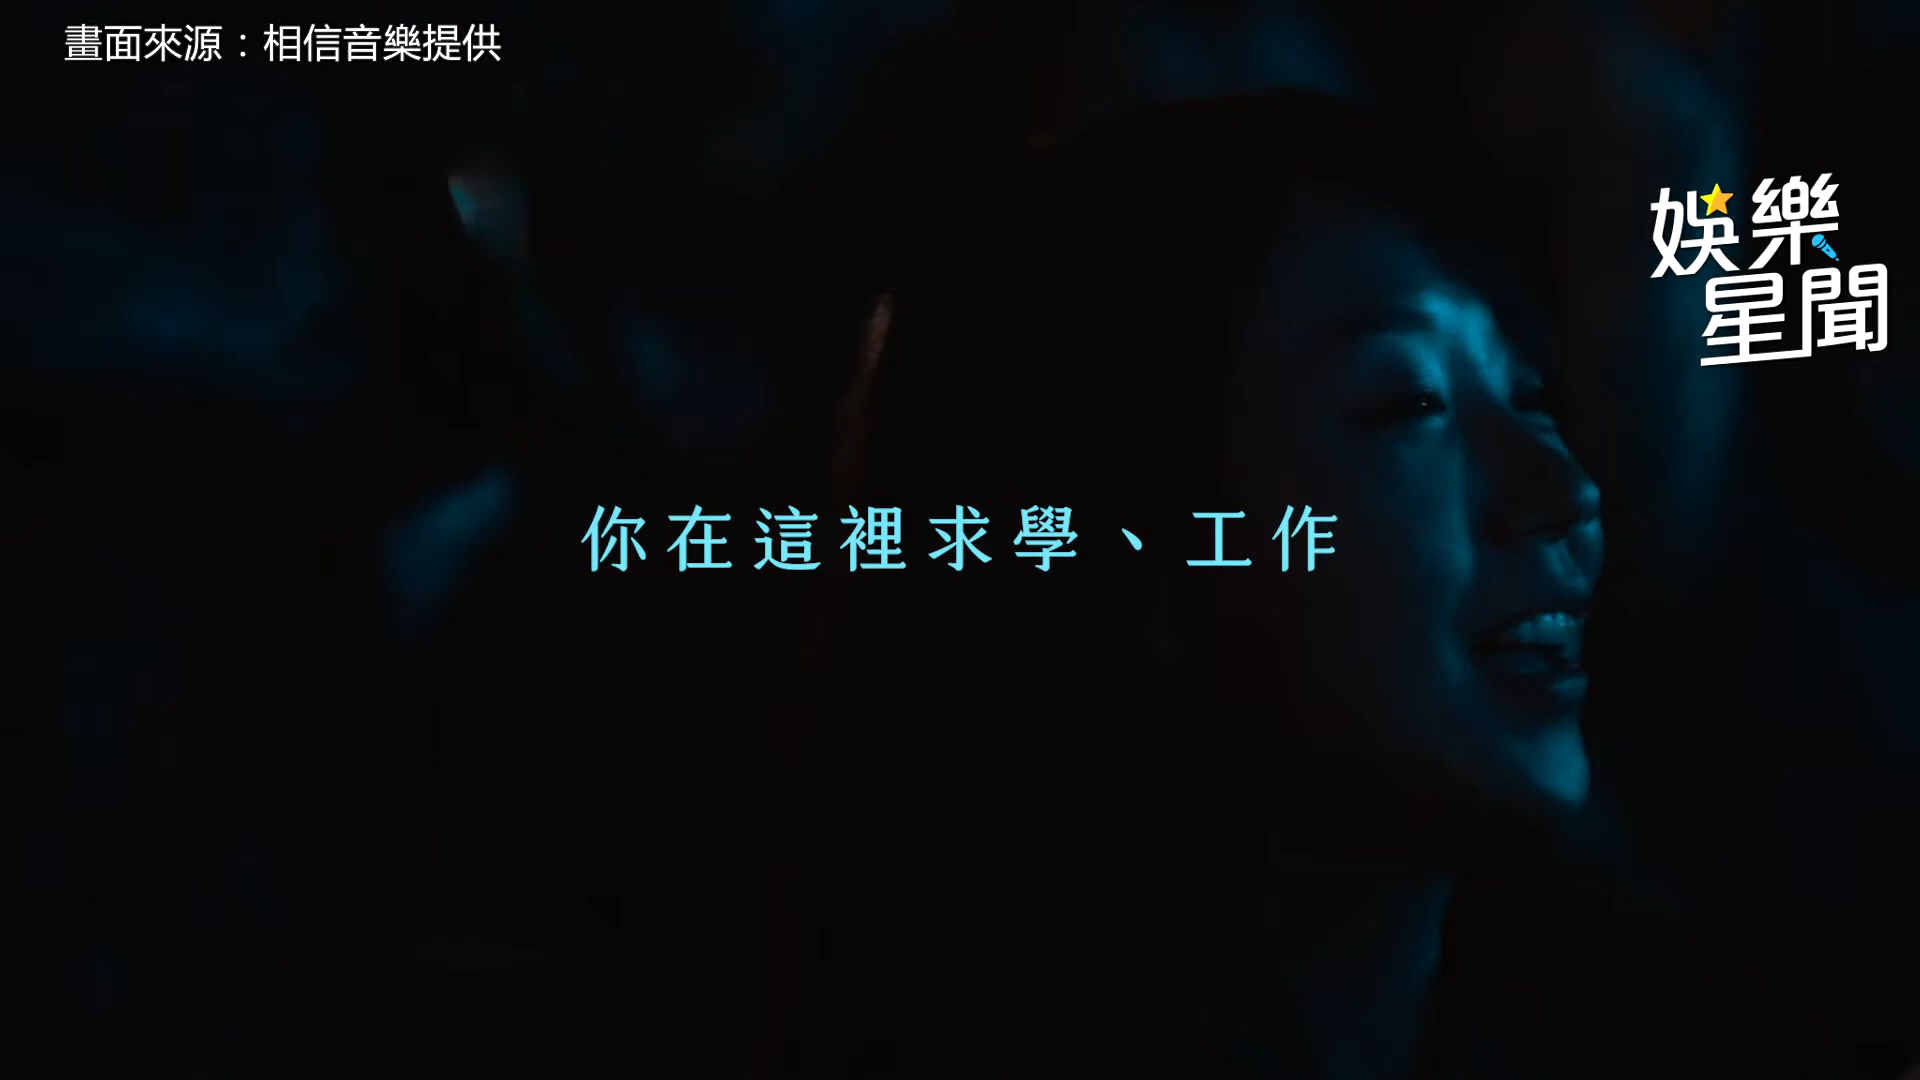 畫面來源：相信音樂提供
娛樂
星聞
你在這裡求學、工作